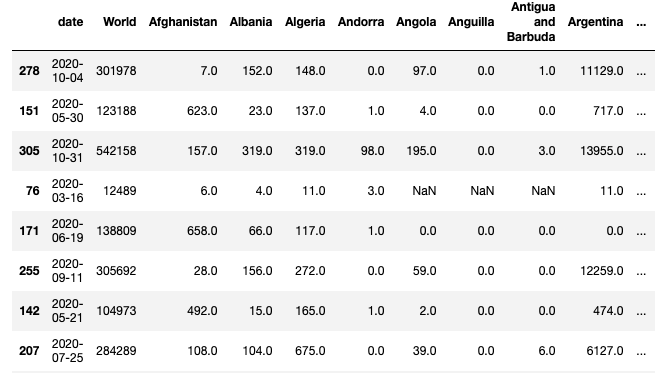 date World Afghanistan Albania Algeria Andorra Angola Anguilla Antigua and Barbuda Argentina ...
278 2020-10-04 301978 7.0 152.0 148.0 0.0 97.0 0.0 1.0 11129.0 ...
151 2020-05-30 123188 623.0 23.0 137.0 1.0 4.0 0.0 0.0 717.0 ...
305 2020-10-31 542158 157.0 319.0 319.0 98.0 195.0 0.0 3.0 13955.0 ...
76 2020-03-16 12489 6.0 4.0 11.0 3.0 NaN NaN NaN 11.0 ...
171 2020-06-19 138809 658.0 66.0 117.0 1.0 0.0 0.0 0.0 0.0 ...
255 2020-09-11 305692 28.0 156.0 272.0 0.0 59.0 0.0 0.0 12259.0 ...
142 2020-05-21 104973 492.0 15.0 165.0 1.0 2.0 0.0 0.0 474.0 ...
207 2020-07-25 284289 108.0 104.0 675.0 0.0 39.0 0.0 6.0 6127.0 ...